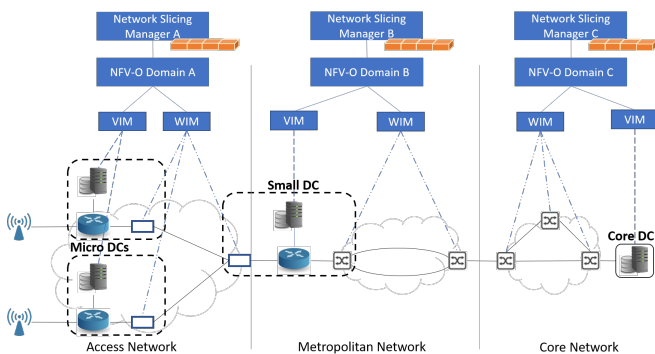 Network Slicing
Manager A
Network Slicing
Manager B
Network Slicing
Manager C
NFV-O Domain A
NFV-O Domain B
NFV-O Domain C
VIM
WIM
VIM
WIM
WIM
VIM
Small DC
Micro DCs
Core DC
Access Network
Metropolitan Network
Core Network